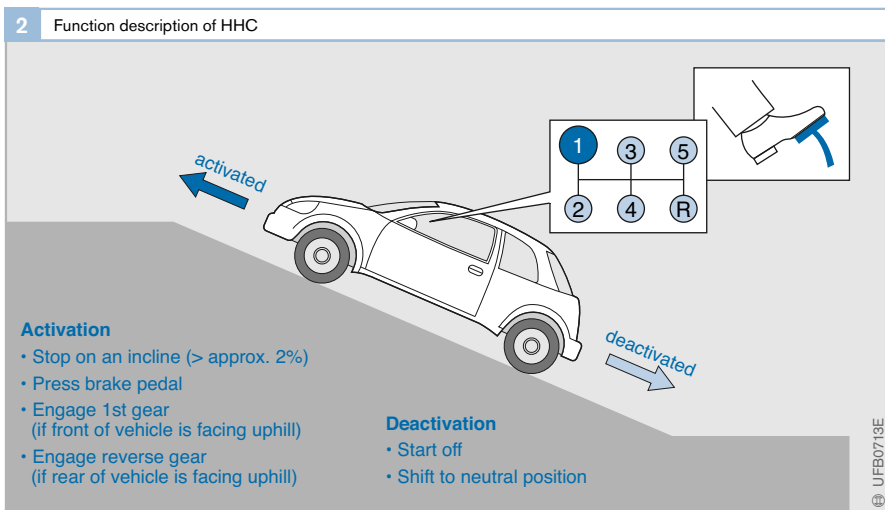 2 Function description of HHC
activated
1 3 5
2 4 R
deactivated
Activation
• Stop on an incline (> approx. 2%)
• Press brake pedal
• Engage 1st gear
(if front of vehicle is facing uphill)
• Engage reverse gear
(if rear of vehicle is facing uphill)
Deactivation
• Start off
• Shift to neutral position
UFB0713E